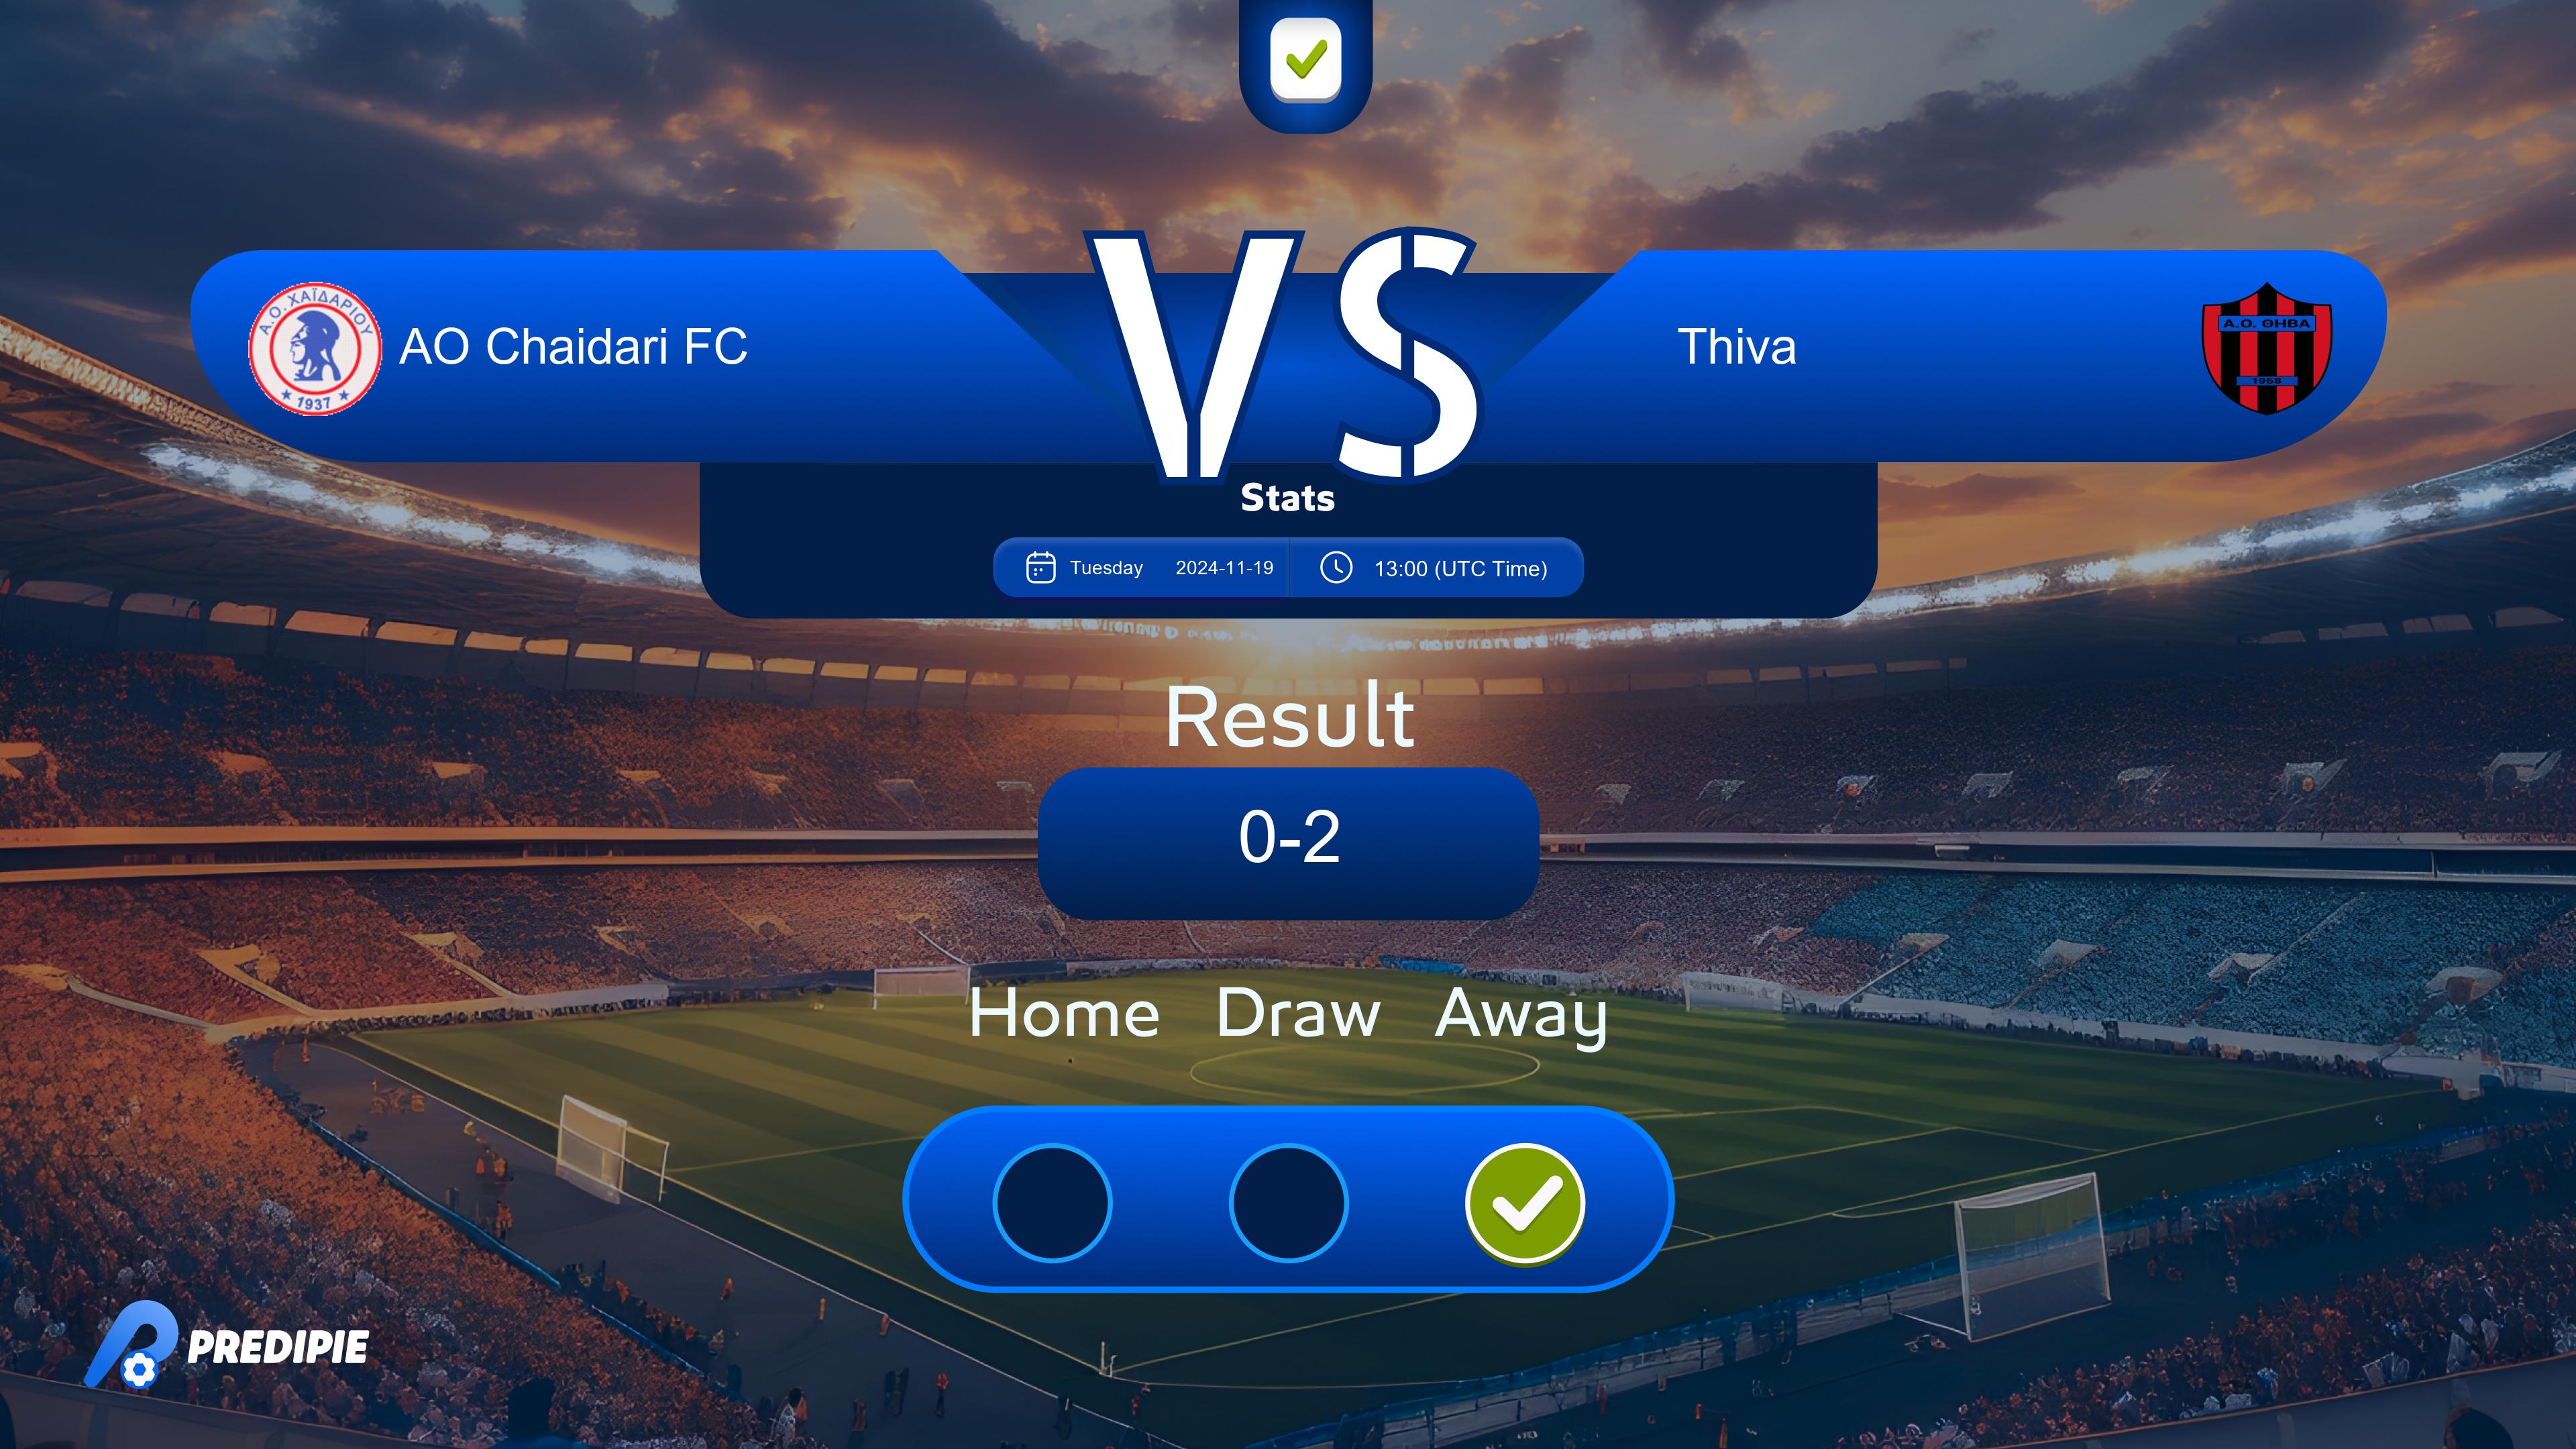 VS
Α.Ο. ΧΑΪΔΑΡΙΟΥ
1937
AO Chaidari FC
Thiva
Α.Ο. ΘΗΒΑ
1968
Stats
Tuesday 2024-11-19 13:00 (UTC Time)
Result
0-2
Home Draw Away
PREDIPIE